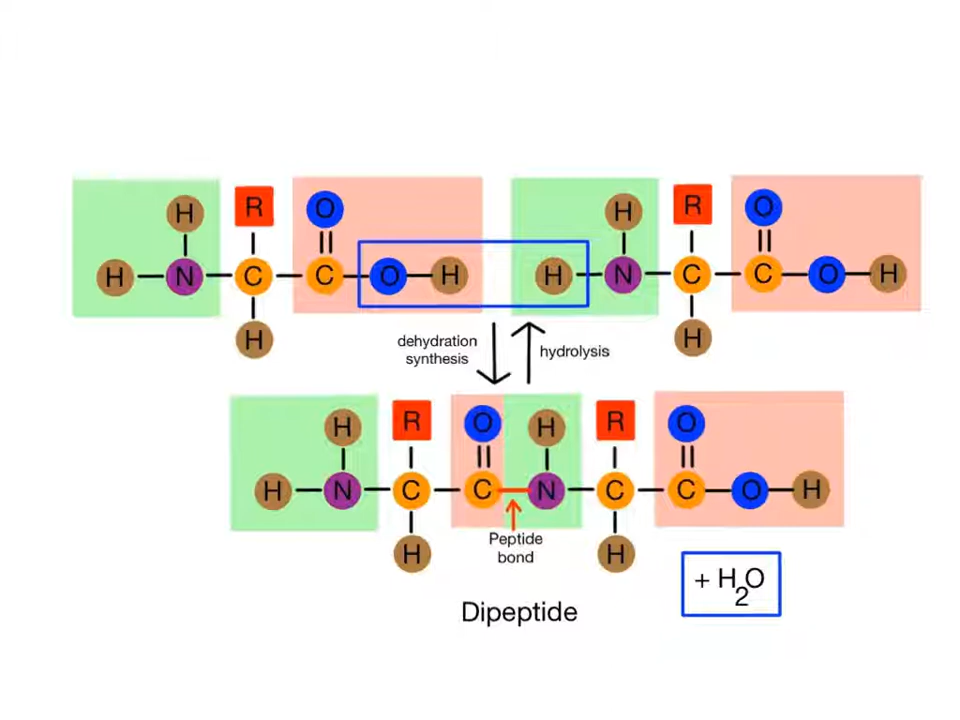 H R O H R O
H N C C O H H N C C O H
H H
dehydration
synthesis
hydrolysis
H R O H R O
H N C C N C C O H
H H
Peptide
bond
+ H2O
Dipeptide